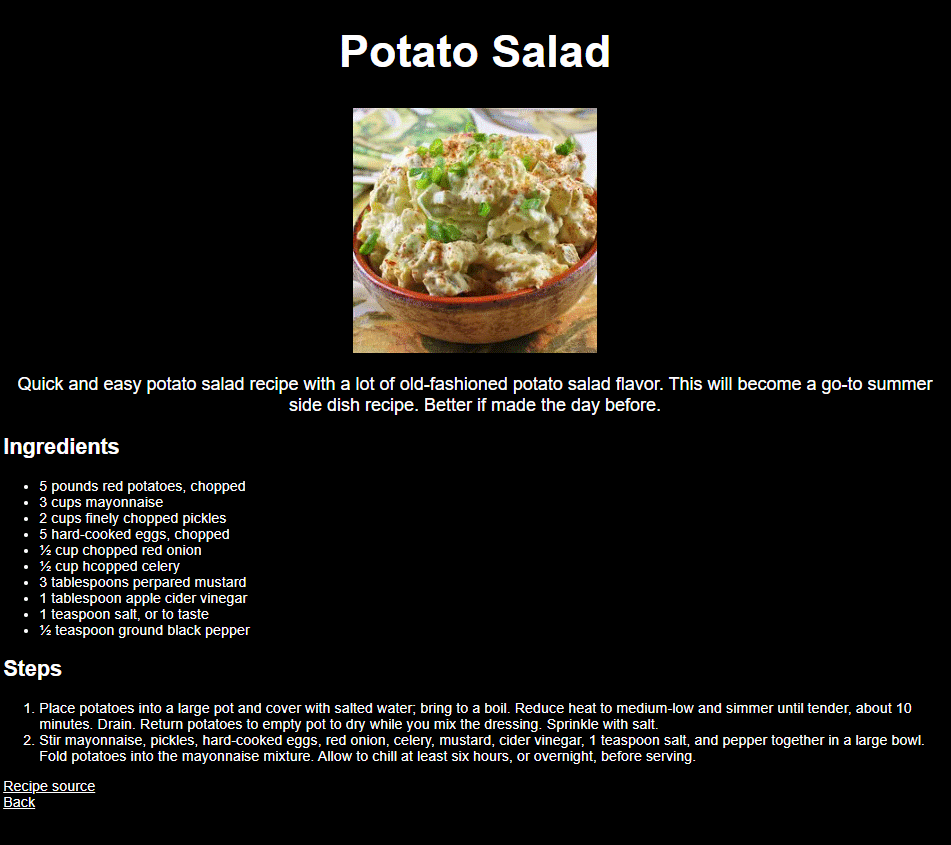 Potato Salad
Quick and easy potato salad recipe with a lot of old-fashioned potato salad flavor. This will become a go-to summer
side dish recipe. Better if made the day before.
Ingredients
• 5 pounds red potatoes, chopped
• 3 cups mayonnaise
• 2 cups finely chopped pickles
• 5 hard-cooked eggs, chopped
• ½ cup chopped red onion
• ½ cup hcopped celery
• 3 tablespoons perpared mustard
• 1 tablespoon apple cider vinegar
• 1 teaspoon salt, or to taste
• ½ teaspoon ground black pepper
Steps
1. Place potatoes into a large pot and cover with salted water; bring to a boil. Reduce heat to medium-low and simmer until tender, about 10
minutes. Drain. Return potatoes to empty pot to dry while you mix the dressing. Sprinkle with salt.
2. Stir mayonnaise, pickles, hard-cooked eggs, red onion, celery, mustard, cider vinegar, 1 teaspoon salt, and pepper together in a large bowl.
Fold potatoes into the mayonnaise mixture. Allow to chill at least six hours, or overnight, before serving.
Recipe source
Back